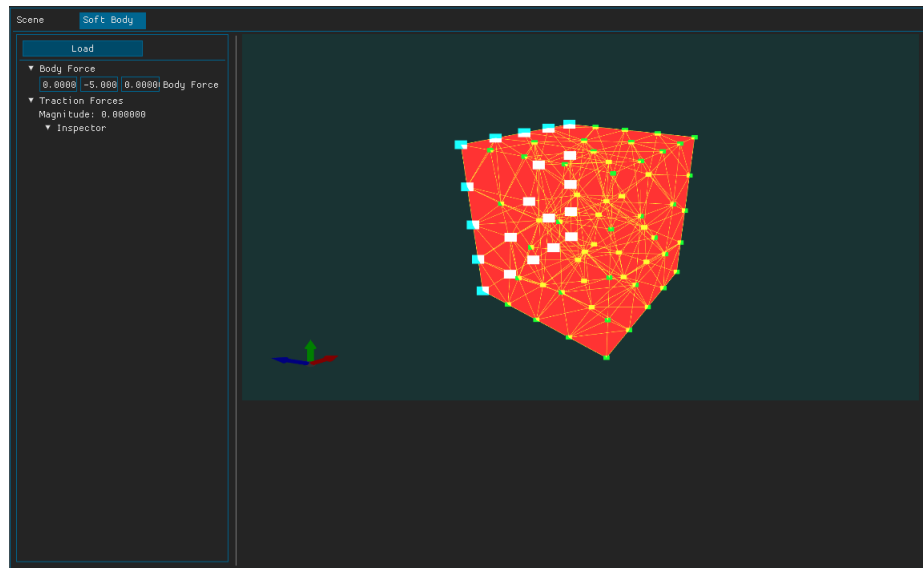 Scene Soft Body
Load
▼ Body Force
0.0000 -5.000 0.0000 Body Force
▼ Traction Forces
Magnitude: 0.000000
▼ Inspector